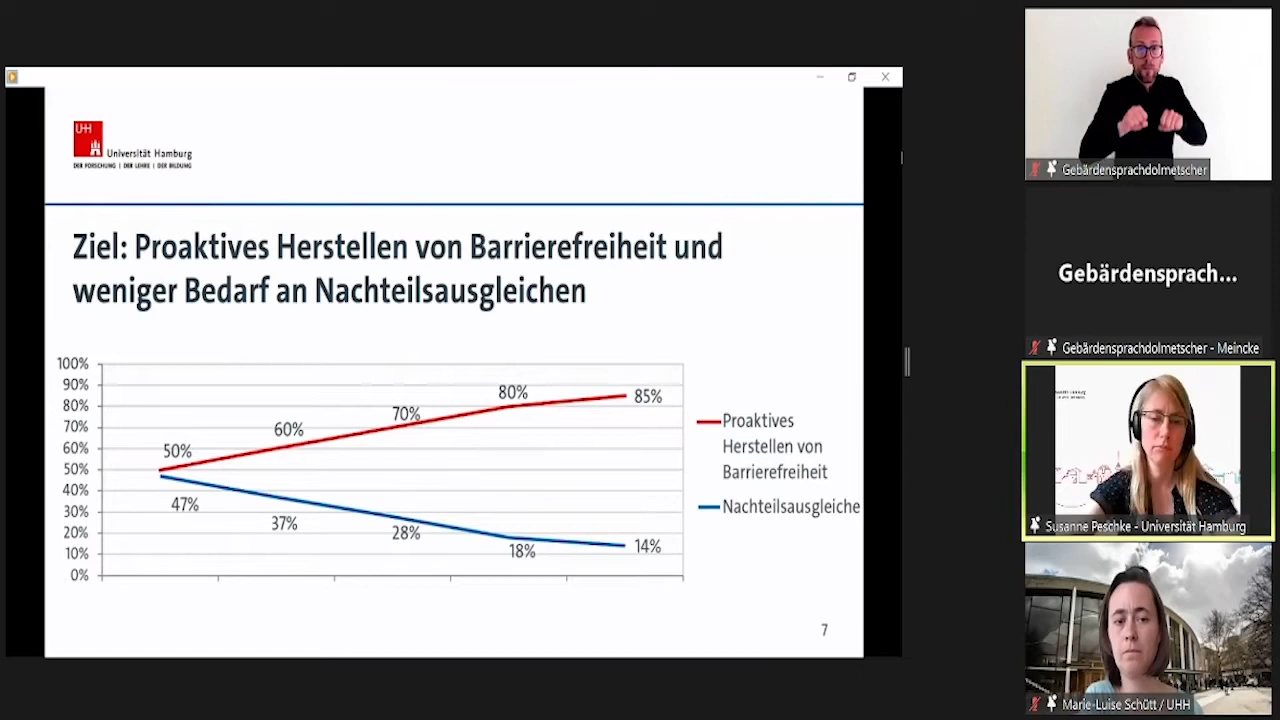 UHH
Universität Hamburg
DER FORSCHUNG | DER LEHRE | DER BILDUNG
Ziel: Proaktives Herstellen von Barrierefreiheit und
weniger Bedarf an Nachteilsausgleichen
100%
90%
80%
70%
60%
50%
40%
30%
20%
10%
0%
50%
60%
70%
80%
85%
47%
37%
28%
18%
14%
Proaktives
Herstellen von
Barrierefreiheit
Nachteilsausgleiche
7
Gebärdensprachdolmetscher
Gebärdensprach...
Gebärdensprachdolmetscher - Meincke
Susanne Peschke - Universität Hamburg
Marie-Luise Schütt / UHH